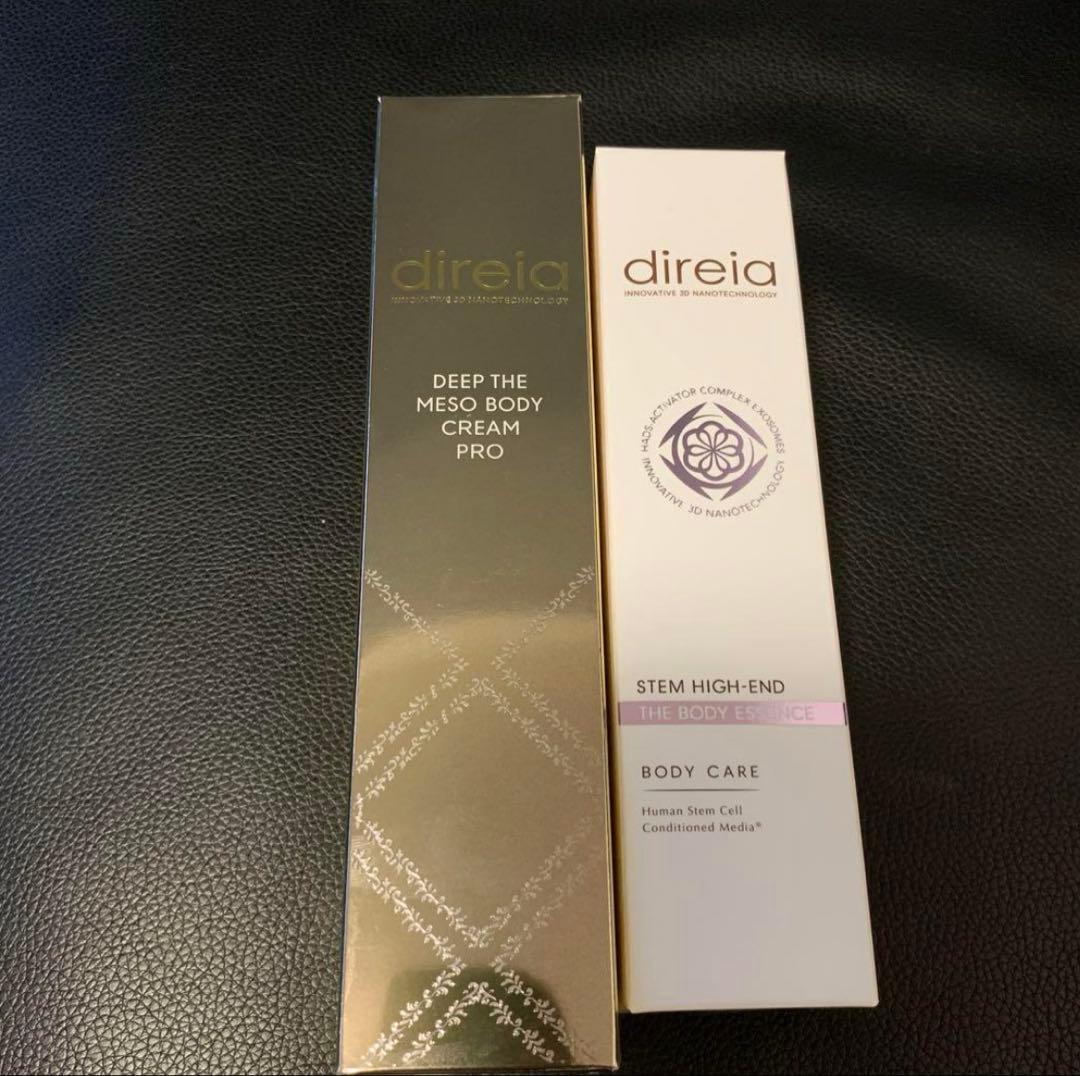 direia
INNOVATIVE 3D NANOTECHNOLOGY
DEEP THE
MESO BODY
CREAM
PRO
direia
INNOVATIVE 3D NANOTECHNOLOGY
HADS-ACTIVATOR COMPLEX EXOSOMES
INNOVATIVE 3D NANOTECHNOLOGY
STEM HIGH-END
THE BODY ESSENCE
BODY CARE
Human Stem Cell
Conditioned Media®